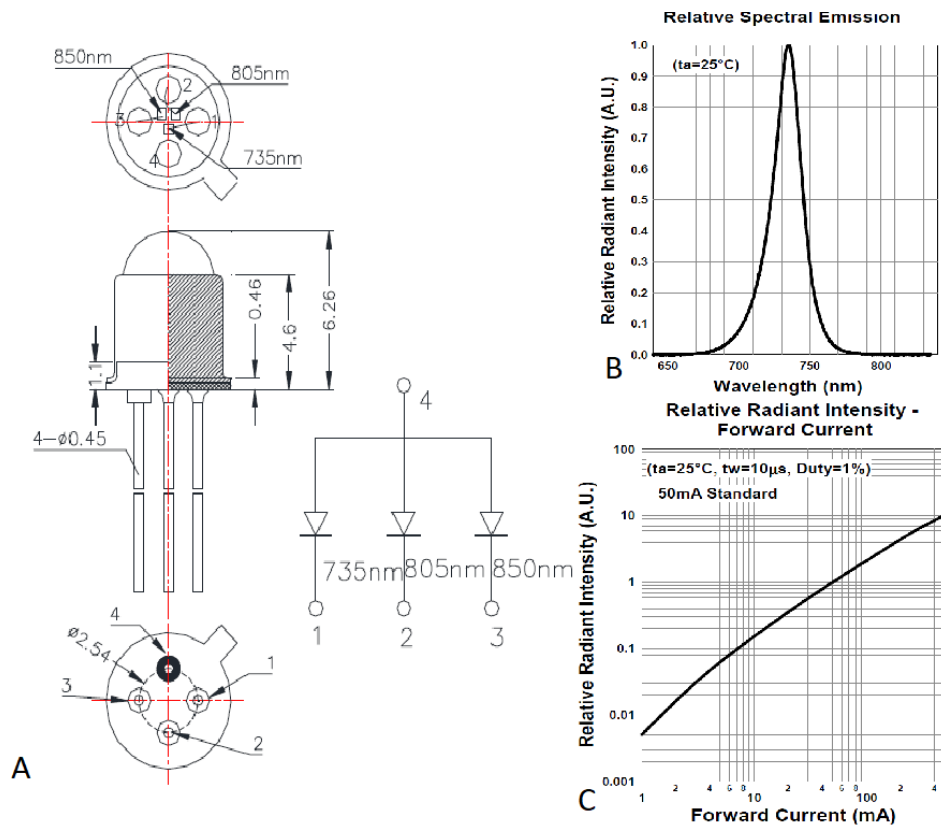 850nm
2
805nm
3
1
4
735nm
1.1
0.46
4.6
6.26
4-ø0.45
4
735nm
805nm
850nm
1
2
3
4
ø2.54
1
3
2
A
Relative Spectral Emission
(ta=25°C)
Relative Radiant Intensity (A.U.)
1.0
0.9
0.8
0.7
0.6
0.5
0.4
0.3
0.2
0.1
0.0
650 700 750 800
Wavelength (nm)
B
Relative Radiant Intensity -
Forward Current
(ta=25°C, tw=10µs, Duty=1%)
50mA Standard
Relative Radiant Intensity (A.U.)
100
10
1
0.1
0.01
0.001
1 2 4 6 8 10 2 4 6 8 100 2 4
Forward Current (mA)
C